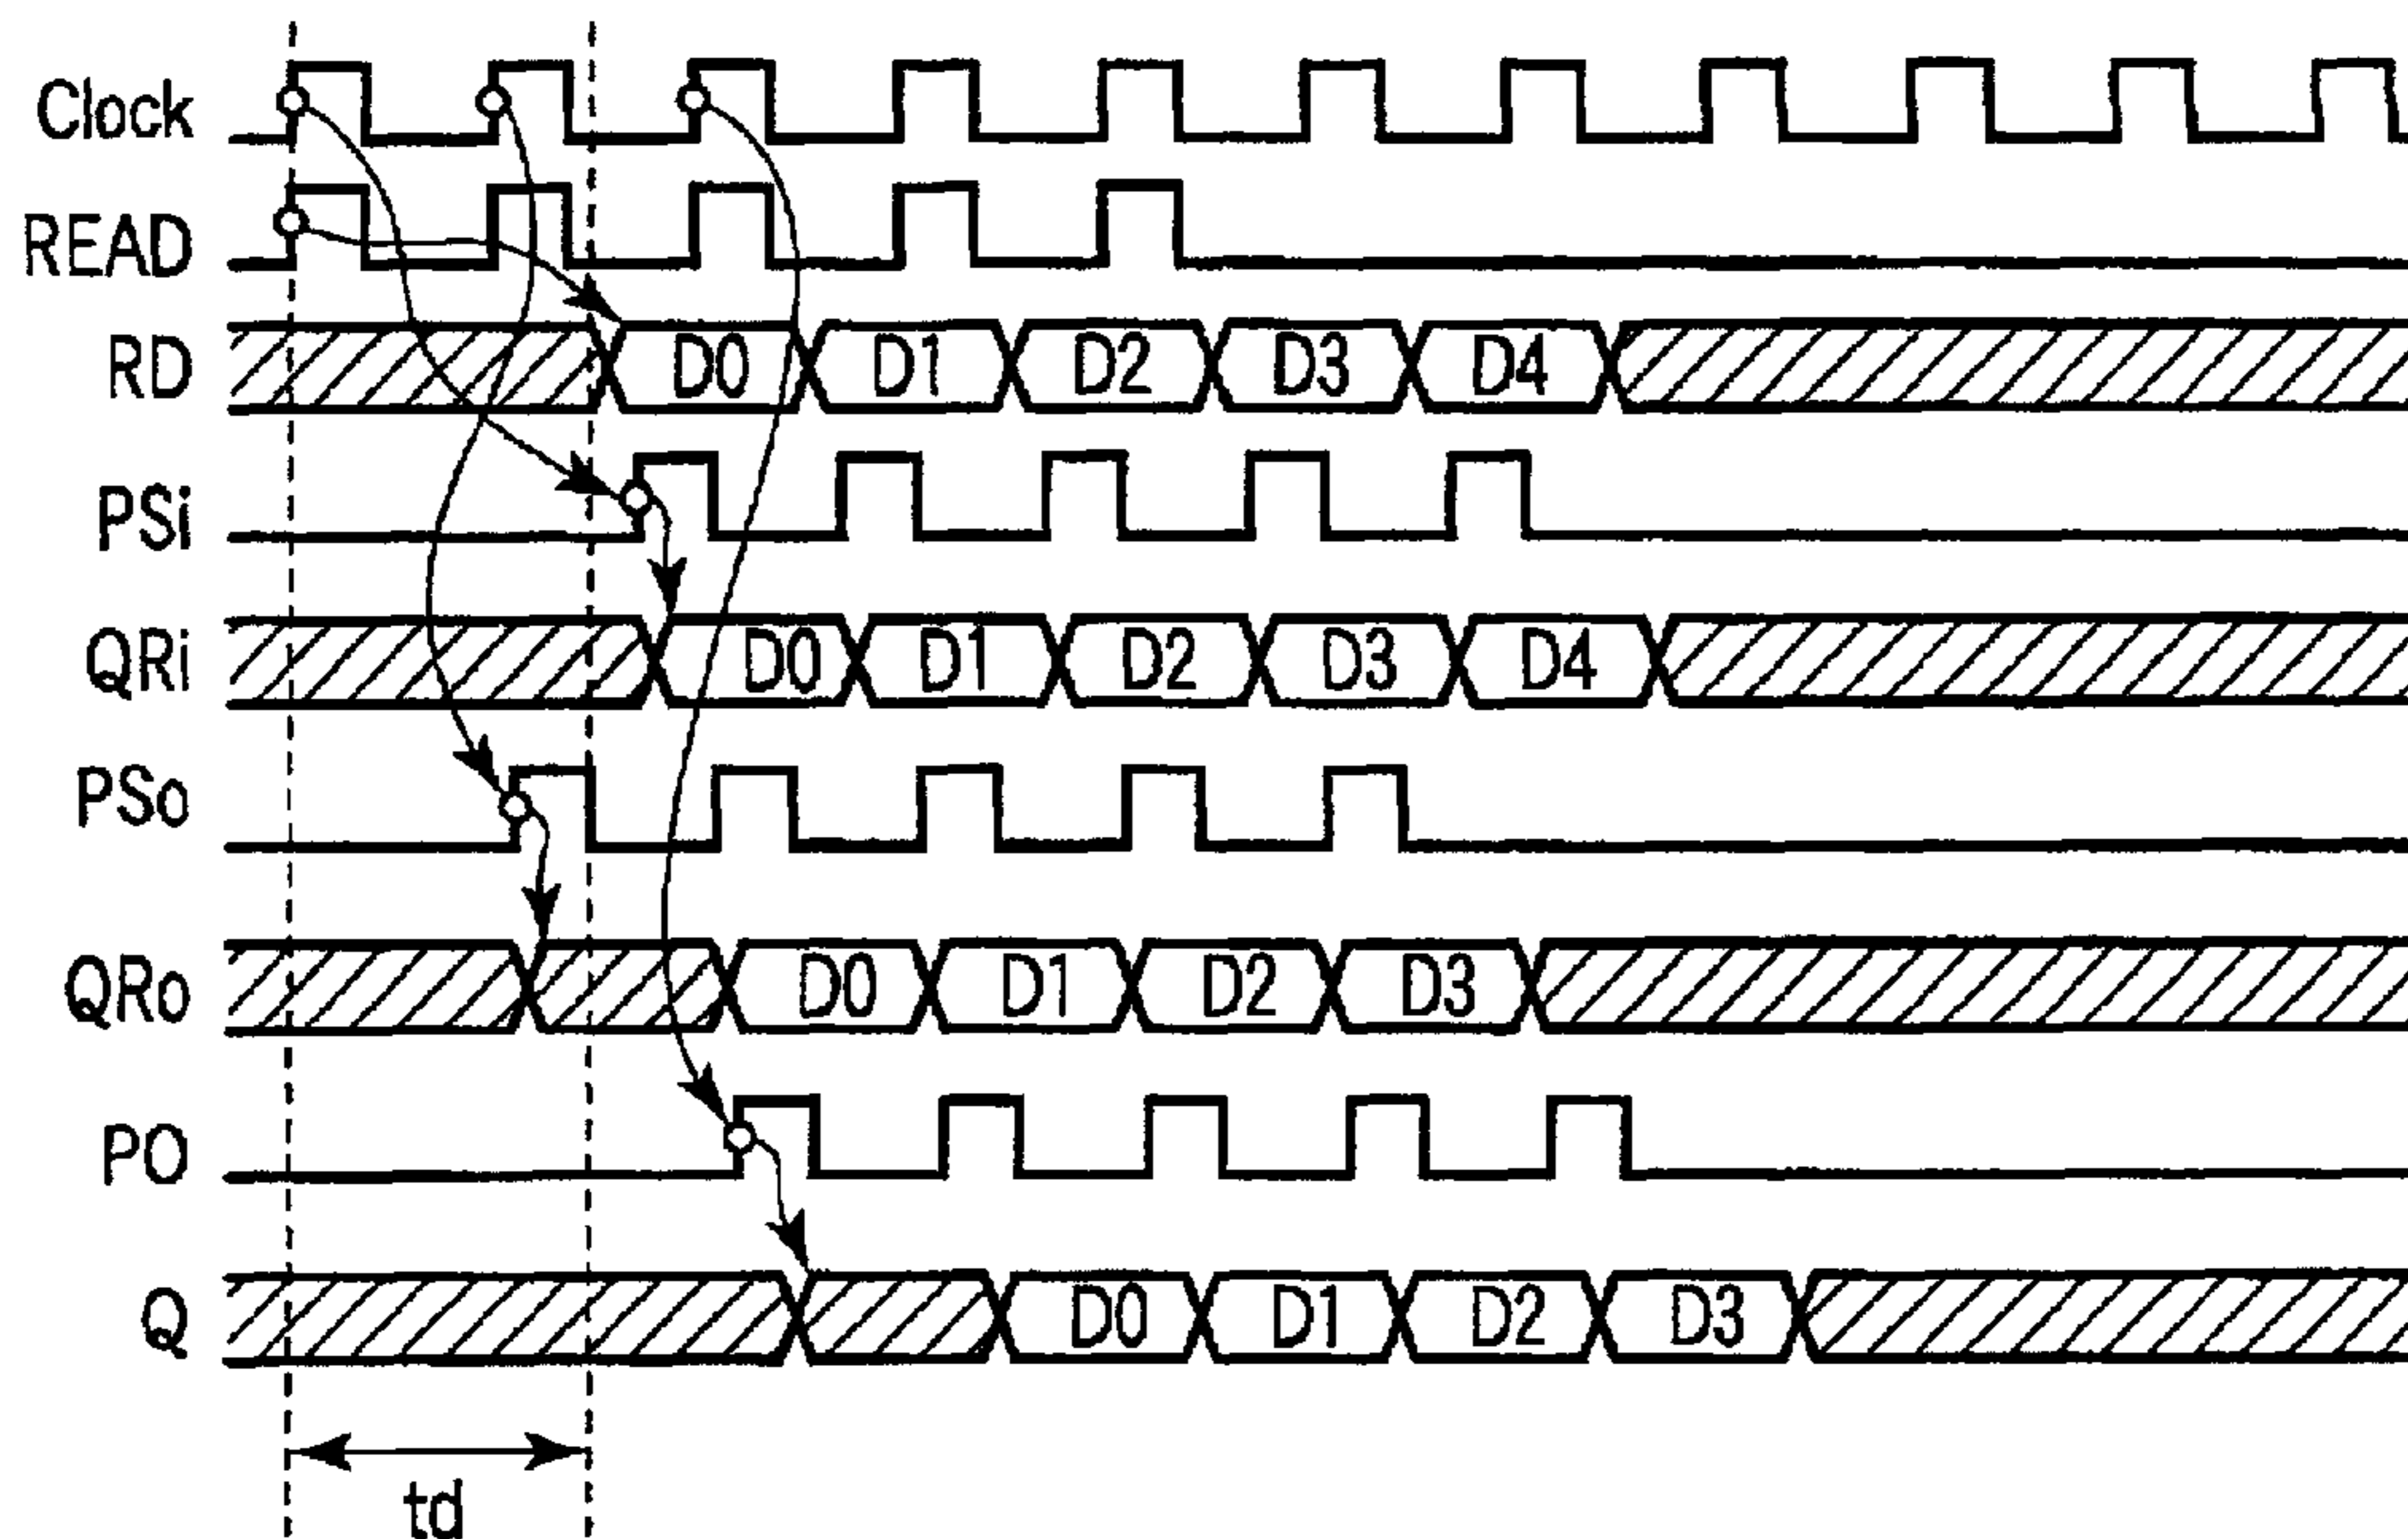 Clock
READ
RD D0 D1 D2 D3 D4
PSi
QRi D0 D1 D2 D3 D4
PSo
QRo D0 D1 D2 D3
PO
Q D0 D1 D2 D3
td